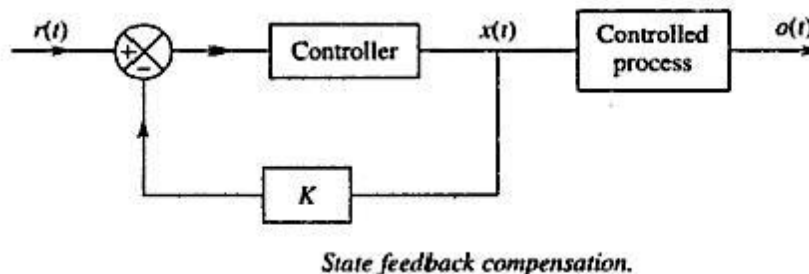 r(t)
+
−
Controller
x(t)
Controlled
process
o(t)
K
State feedback compensation.